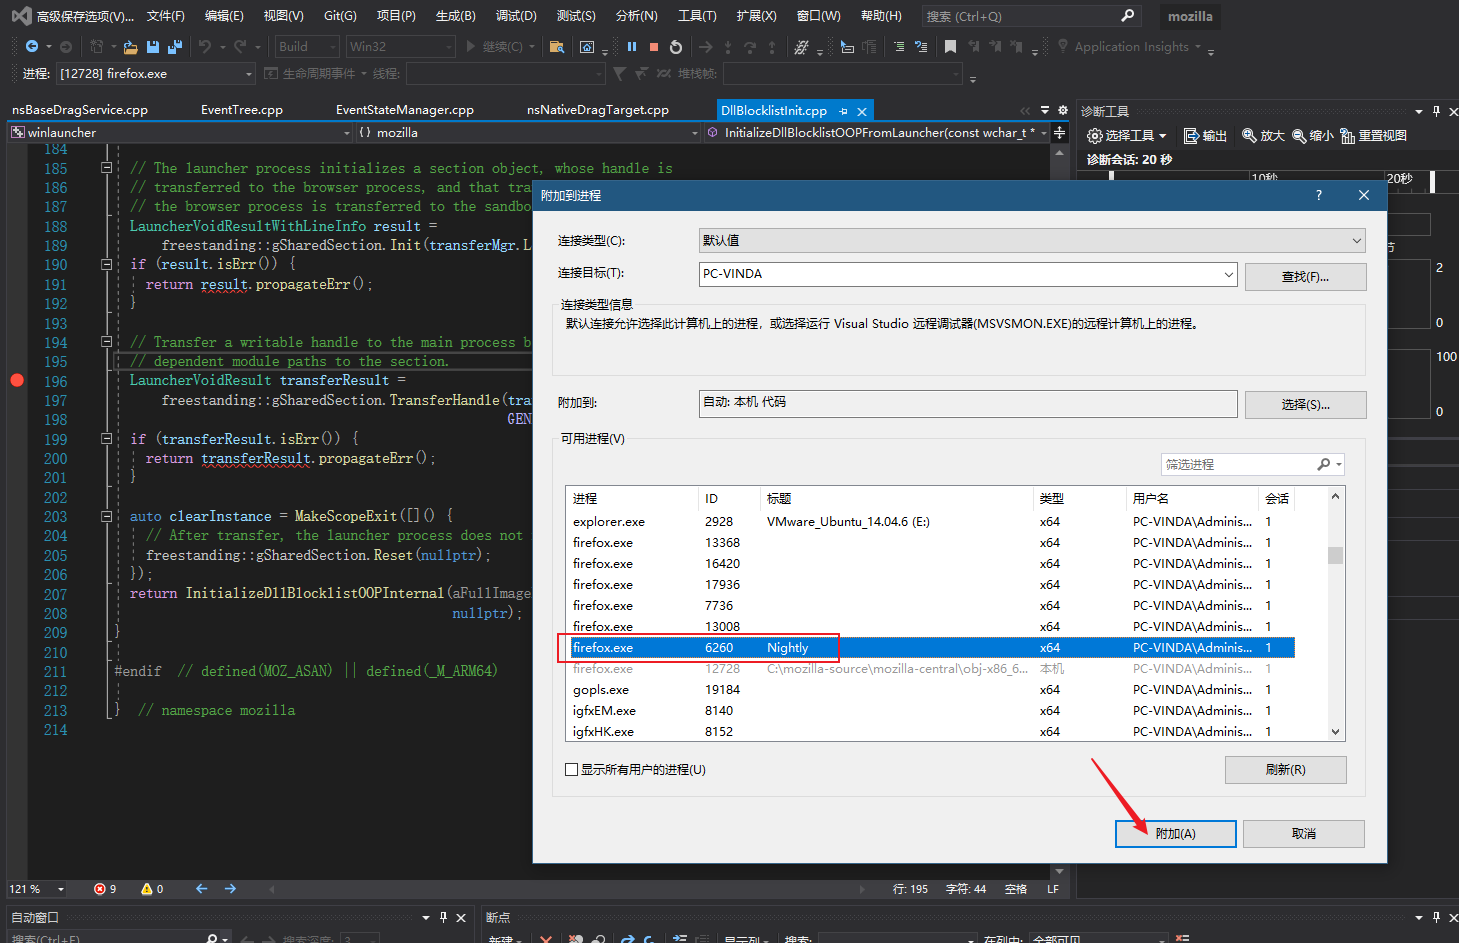 高级保存选项(V)... 文件(F) 编辑(E) 视图(V) Git(G) 项目(P) 生成(B) 调试(D) 测试(S) 分析(N) 工具(T) 扩展(X) 窗口(W) 帮助(H) 搜索 (Ctrl+Q) mozilla
Build Win32 继续(C) Application Insights
进程: [12728] firefox.exe 生命周期事件 线程: 堆栈帧:
nsBaseDragService.cpp EventTree.cpp EventStateManager.cpp nsNativeDragTarget.cpp DllBlocklistInit.cpp
winlauncher {} mozilla InitializeDllBlocklistOOPFromLauncher(const wchar_t *
184
185 // The launcher process initializes a section object, whose handle is
186 // transferred to the browser process, and that tra
187 // the browser process is transferred to the sandbo
188 LauncherVoidResultWithLineInfo result =
189 freestanding::gSharedSection.Init(transferMgr.L
190 if (result.isErr()) {
191 return result.propagateErr();
192 }
193
194 // Transfer a writable handle to the main process b
195 // dependent module paths to the section.
196 LauncherVoidResult transferResult =
197 freestanding::gSharedSection.TransferHandle(tra
198 GEN
199 if (transferResult.isErr()) {
200 return transferResult.propagateErr();
201 }
202
203 auto clearInstance = MakeScopeExit([]() {
204 // After transfer, the launcher process does not
205 freestanding::gSharedSection.Reset(nullptr);
206 });
207 return InitializeDllBlocklistOOPInternal(aFullImage
208 nullptr);
209 }
210
211 #endif // defined(MOZ_ASAN) || defined(_M_ARM64)
212
213 } // namespace mozilla
214
121 % 9 0 行: 195 字符: 44 空格 LF
诊断工具
选择工具 输出 放大 缩小 重置视图
诊断会话: 20 秒
10秒 20秒
节
2
0
100
0
附加到进程 ?
连接类型(C): 默认值
连接目标(T): PC-VINDA 查找(F)...
连接类型信息
默认连接允许选择此计算机上的进程，或选择运行 Visual Studio 远程调试器(MSVSMON.EXE)的远程计算机上的进程。
附加到: 自动: 本机 代码 选择(S)...
可用进程(V)
筛选进程
进程 ID 标题 类型 用户名 会话
explorer.exe 2928 VMware_Ubuntu_14.04.6 (E:) x64 PC-VINDA\Adminis... 1
firefox.exe 13368 x64 PC-VINDA\Adminis... 1
firefox.exe 16420 x64 PC-VINDA\Adminis... 1
firefox.exe 17936 x64 PC-VINDA\Adminis... 1
firefox.exe 7736 x64 PC-VINDA\Adminis... 1
firefox.exe 13008 x64 PC-VINDA\Adminis... 1
firefox.exe 6260 Nightly x64 PC-VINDA\Adminis... 1
firefox.exe 12728 C:\mozilla-source\mozilla-central\obj-x86_6... 本机 PC-VINDA\Adminis... 1
gopls.exe 19184 x64 PC-VINDA\Adminis... 1
igfxEM.exe 8140 x64 PC-VINDA\Adminis... 1
igfxHK.exe 8152 x64 PC-VINDA\Adminis... 1
显示所有用户的进程(U) 刷新(R)
附加(A) 取消
自动窗口 断点
搜索(Ctrl+E) 搜索深度: 3 新建 显示列 搜索: 在列中: 全部可见